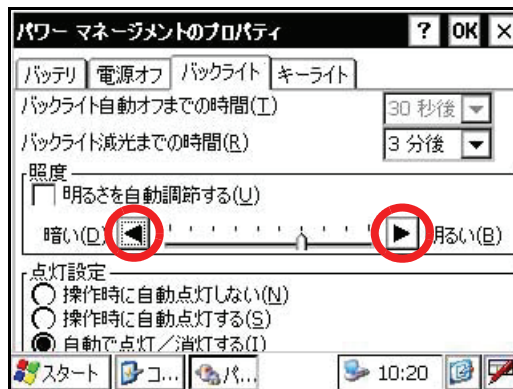 パワー マネージメントのプロパティ ? OK ×
バッテリ 電源オフ バックライト キーライト
バックライト自動オフまでの時間(T) 30 秒後
バックライト減光までの時間(R) 3 分後
照度
明るさを自動調節する(U)
暗い(D) 明るい(B)
点灯設定
操作時に自動点灯しない(N)
操作時に自動点灯する(S)
自動で点灯／消灯する(I)
スタート コ... パ... 10:20